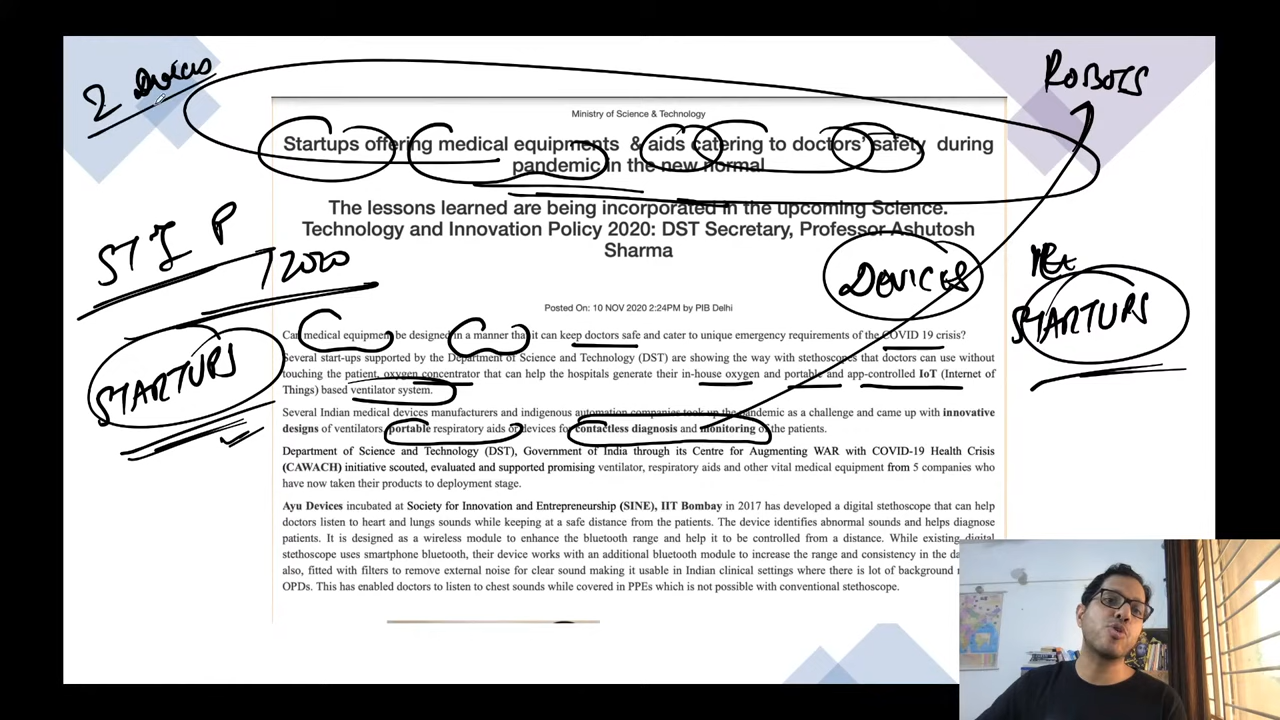 2 Devices
ROBOTS
Ministry of Science & Technology
Startups offering medical equipments & aids catering to doctors' safety during
pandemic in the new normal
The lessons learned are being incorporated in the upcoming Science.
Technology and Innovation Policy 2020: DST Secretary, Professor Ashutosh
Sharma
STIP
2020
DEVICES
STARTUPS
Posted On: 10 NOV 2020 2:24PM by PIB Delhi
Can medical equipment be designed in a manner that it can keep doctors safe and cater to unique emergency requirements of the COVID 19 crisis?
STARTUPS
Several start-ups supported by the Department of Science and Technology (DST) are showing the way with stethoscopes that doctors can use without
touching the patient, oxygen concentrator that can help the hospitals generate their in-house oxygen and portable and app-controlled IoT (Internet of
Things) based ventilator system.
Several Indian medical devices manufacturers and indigenous automation companies took up the pandemic as a challenge and came up with innovative
designs of ventilators, portable respiratory aids or devices for contactless diagnosis and monitoring of the patients.
Department of Science and Technology (DST), Government of India through its Centre for Augmenting WAR with COVID-19 Health Crisis
(CAWACH) initiative scouted, evaluated and supported promising ventilator, respiratory aids and other vital medical equipment from 5 companies who
have now taken their products to deployment stage.
Ayu Devices incubated at Society for Innovation and Entrepreneurship (SINE), IIT Bombay in 2017 has developed a digital stethoscope that can help
doctors listen to heart and lungs sounds while keeping at a safe distance from the patients. The device identifies abnormal sounds and helps diagnose
patients. It is designed as a wireless module to enhance the bluetooth range and help it to be controlled from a distance. While existing digital
stethoscope uses smartphone bluetooth, their device works with an additional bluetooth module to increase the range and consistency in the
also, fitted with filters to remove external noise for clear sound making it usable in Indian clinical settings where there is lot of background
OPDs. This has enabled doctors to listen to chest sounds while covered in PPEs which is not possible with conventional stethoscope.